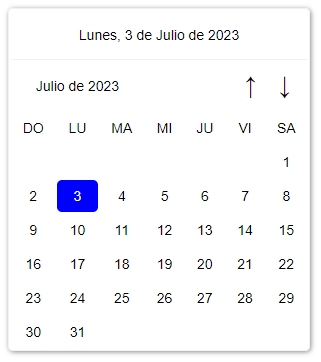 Lunes, 3 de Julio de 2023
Julio de 2023 ↑ ↓
DO LU MA MI JU VI SA
1
2 3 4 5 6 7 8
9 10 11 12 13 14 15
16 17 18 19 20 21 22
23 24 25 26 27 28 29
30 31